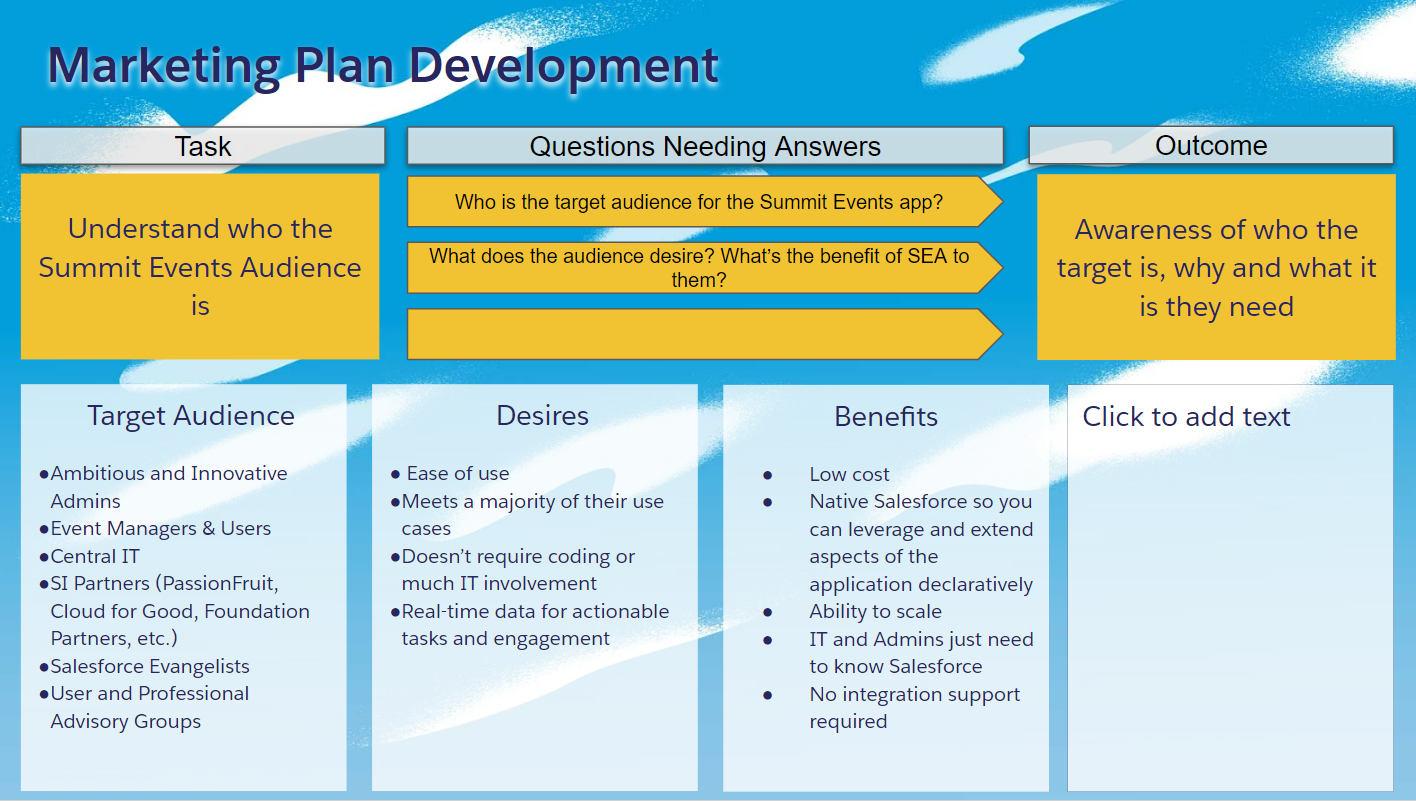 Marketing Plan Development
Task
Questions Needing Answers
Outcome
Understand who the
Summit Events Audience
is
Who is the target audience for the Summit Events app?
What does the audience desire? What's the benefit of SEA to
them?
Awareness of who the
target is, why and what it
is they need
Target Audience
●Ambitious and Innovative
Admins
●Event Managers & Users
●Central IT
●SI Partners (PassionFruit,
Cloud for Good, Foundation
Partners, etc.)
●Salesforce Evangelists
●User and Professional
Advisory Groups
Desires
● Ease of use
●Meets a majority of their use
cases
●Doesn't require coding or
much IT involvement
●Real-time data for actionable
tasks and engagement
Benefits
● Low cost
● Native Salesforce so you
can leverage and extend
aspects of the
application declaratively
● Ability to scale
● IT and Admins just need
to know Salesforce
● No integration support
required
Click to add text